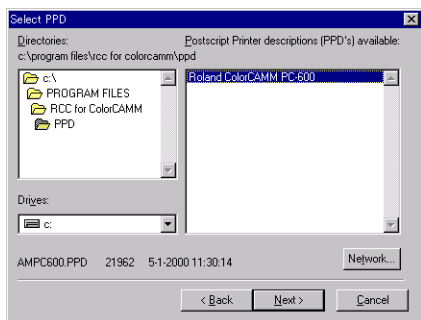 Select PPD
Directories:
Postscript Printer descriptions (PPD's) available:
c:\program files\rcc for colorcamm\ppd
c:\
PROGRAM FILES
RCC for ColorCAMM
PPD
Roland ColorCAMM PC-600
Drives:
c:
AMPC600.PPD 21962 5-1-2000 11:30:14
Network...
< Back
Next >
Cancel